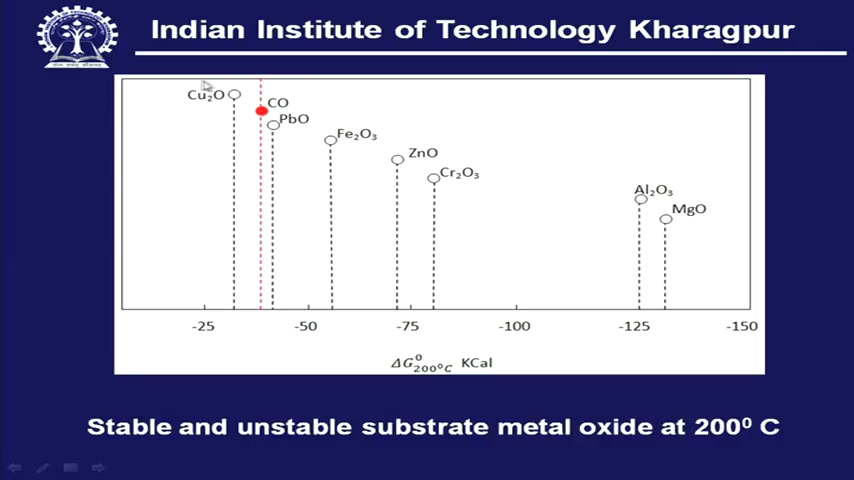 Indian Institute of Technology Kharagpur
Cu₂O
CO
PbO
Fe₂O₃
ZnO
Cr₂O₃
Al₂O₃
MgO
-25 -50 -75 -100 -125 -150
ΔG⁰₂₀₀⁰C KCal
Stable and unstable substrate metal oxide at 200⁰ C